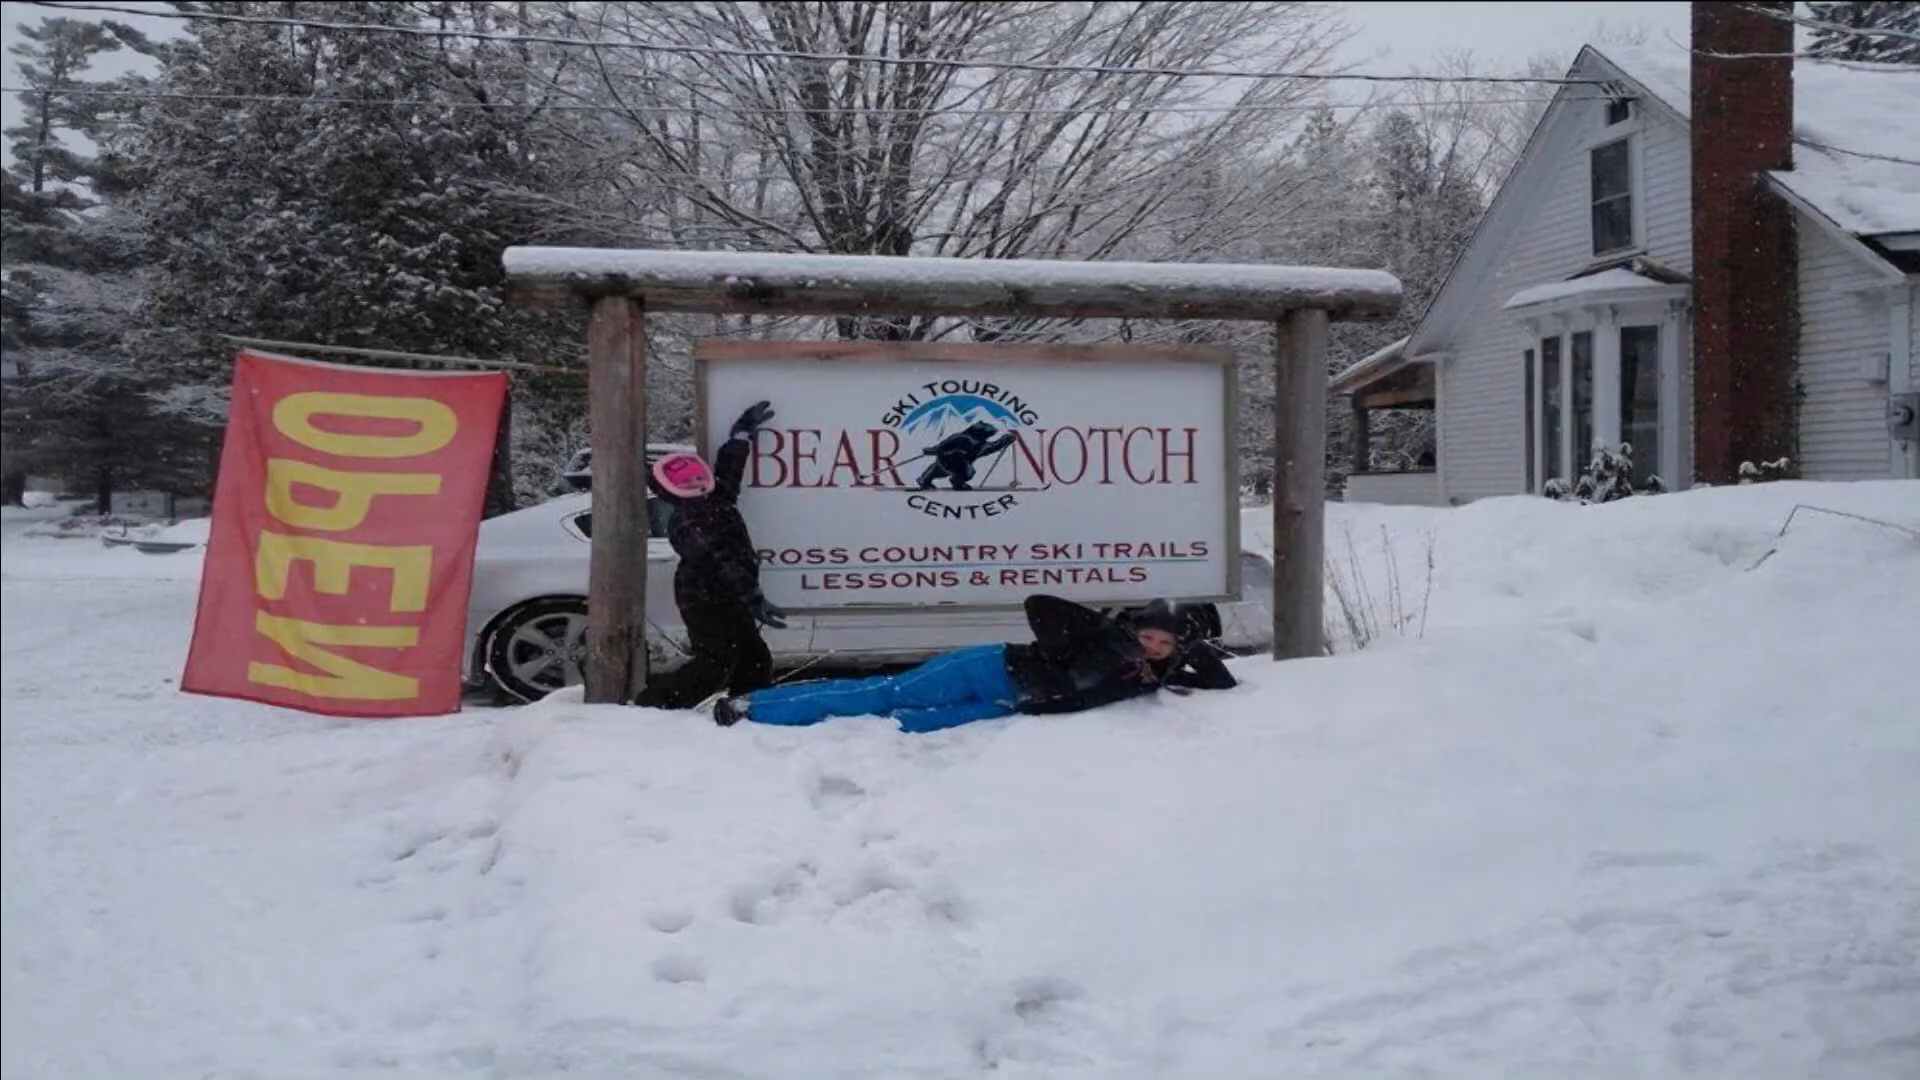 OPEN
SKI TOURING
BEAR NOTCH
CENTER
ROSS COUNTRY SKI TRAILS
LESSONS & RENTALS